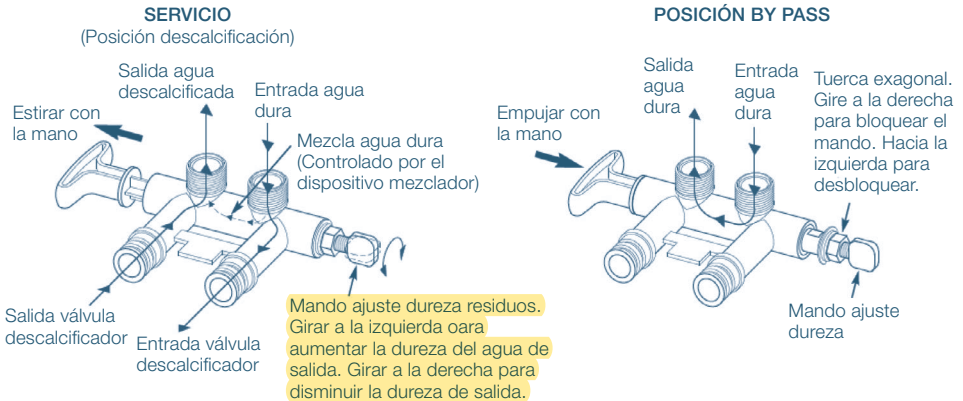 SERVICIO
(Posición descalcificación)
Salida agua
descalcificada
Entrada agua
dura
Estirar con
la mano
Mezcla agua dura
(Controlado por el
dispositivo mezclador)
Salida válvula
descalcificador
Entrada válvula
descalcificador
Mando ajuste dureza residuos.
Girar a la izquierda oara
aumentar la dureza del agua de
salida. Girar a la derecha para
disminuir la dureza de salida.
POSICIÓN BY PASS
Salida
agua
dura
Entrada
agua
dura
Empujar con
la mano
Tuerca exagonal.
Gire a la derecha
para bloquear el
mando. Hacia la
izquierda para
desbloquear.
Mando ajuste
dureza